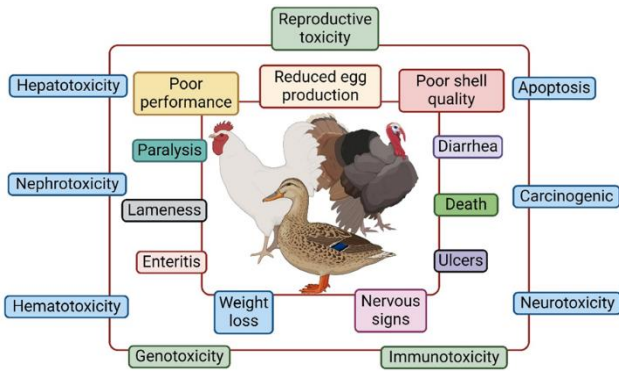 Reproductive
toxicity
Hepatotoxicity
Poor
performance
Reduced egg
production
Poor shell
quality
Apoptosis
Paralysis
Diarrhea
Nephrotoxicity
Lameness
Death
Carcinogenic
Enteritis
Ulcers
Hematotoxicity
Weight
loss
Nervous
signs
Neurotoxicity
Genotoxicity
Immunotoxicity